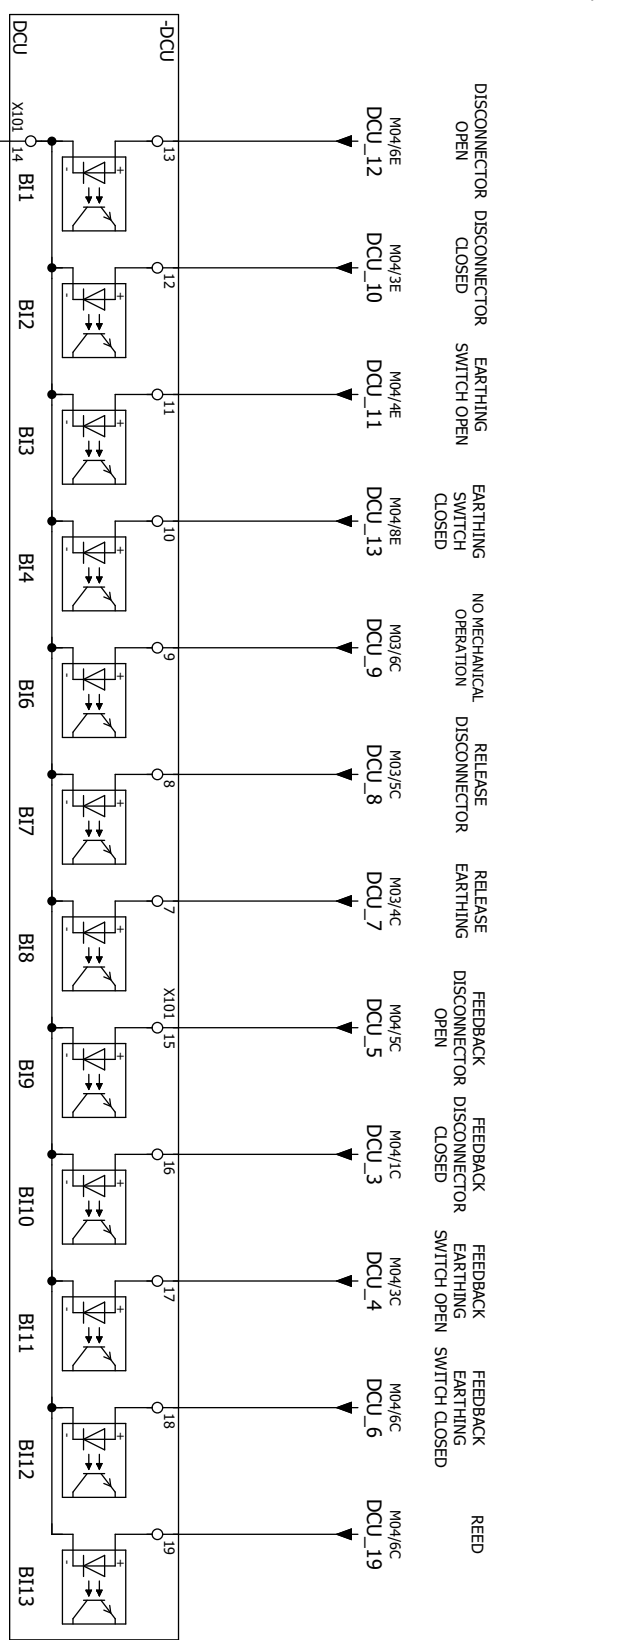 DISCONNECTOR
OPEN
DISCONNECTOR
CLOSED
EARTHING
SWITCH OPEN
EARTHING
SWITCH
CLOSED
NO MECHANICAL
OPERATION
RELEASE
DISCONNECTOR
RELEASE
EARTHING
FEEDBACK
DISCONNECTOR
OPEN
FEEDBACK
DISCONNECTOR
CLOSED
FEEDBACK
EARTHING
SWITCH OPEN
FEEDBACK
EARTHING
SWITCH CLOSED
REED
M04/6E
DCU_12
M04/3E
DCU_10
M04/4E
DCU_11
M04/8E
DCU_13
M03/6C
DCU_9
M03/5C
DCU_8
M03/4C
DCU_7
M04/5C
DCU_5
M04/1C
DCU_3
M04/3C
DCU_4
M04/6C
DCU_6
M04/6C
DCU_19
-DCU
13
12
11
10
9
8
7
X101
15
16
17
18
19
+
-
+
-
+
-
+
-
+
-
+
-
+
-
+
-
+
-
+
-
+
-
+
-
DCU
X101
14
BI1
BI2
BI3
BI4
BI6
BI7
BI8
BI9
BI10
BI11
BI12
BI13